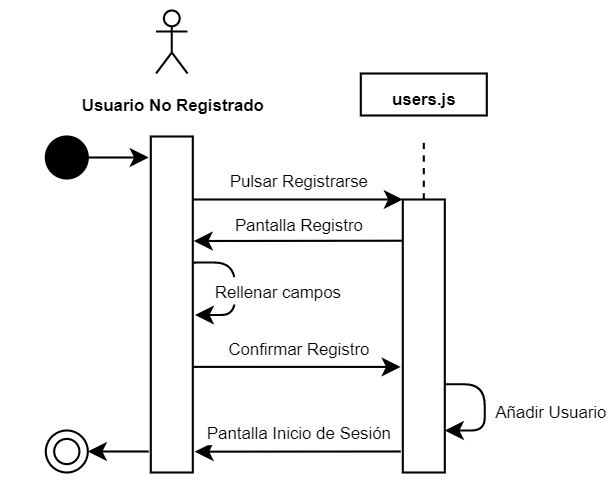 Usuario No Registrado
users.js
Pulsar Registrarse
Pantalla Registro
Rellenar campos
Confirmar Registro
Añadir Usuario
Pantalla Inicio de Sesión